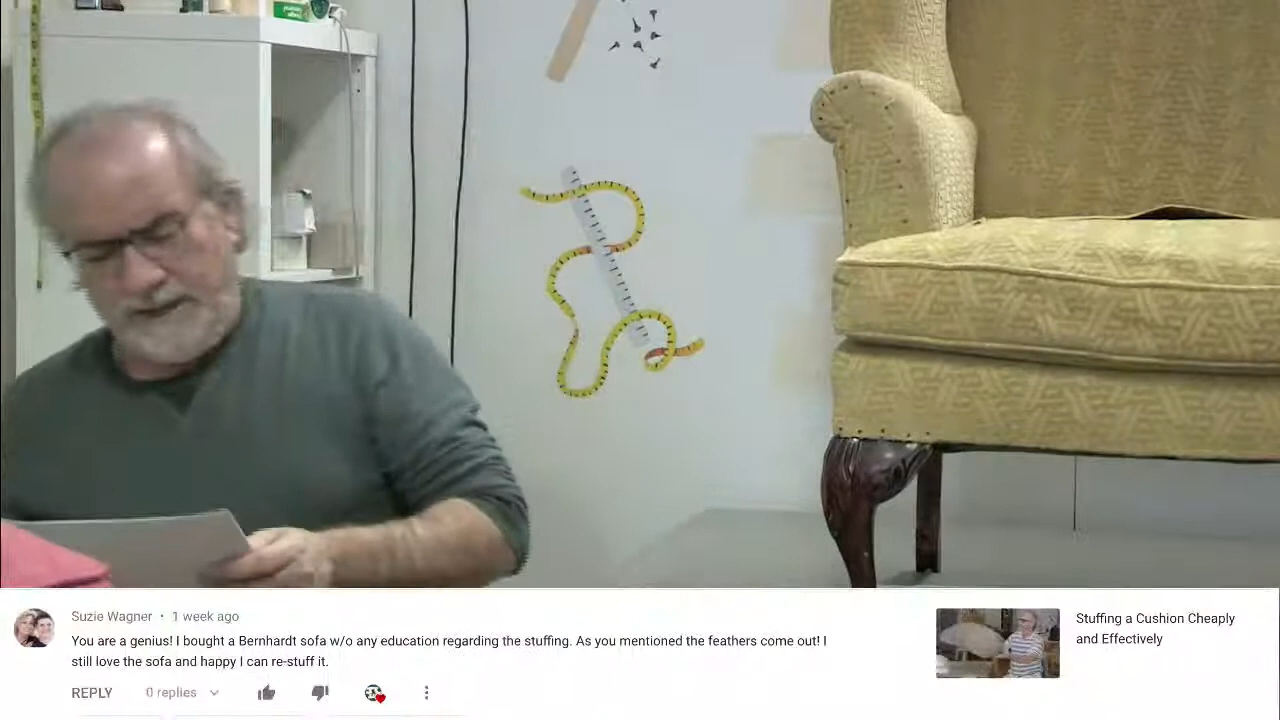 Suzie Wagner • 1 week ago
You are a genius! I bought a Bernhardt sofa w/o any education regarding the stuffing. As you mentioned the feathers come out! I
still love the sofa and happy I can re-stuff it.
REPLY 0 replies
Stuffing a Cushion Cheaply
and Effectively